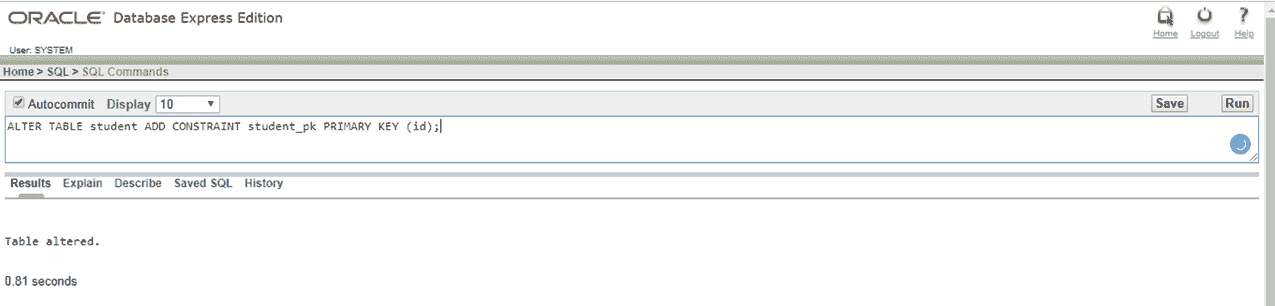 ORACLE® Database Express Edition
Home Logout Help
User: SYSTEM
Home > SQL > SQL Commands
Autocommit Display 10 Save Run
ALTER TABLE student ADD CONSTRAINT student_pk PRIMARY KEY (id);
Results Explain Describe Saved SQL History
Table altered.
0.81 seconds